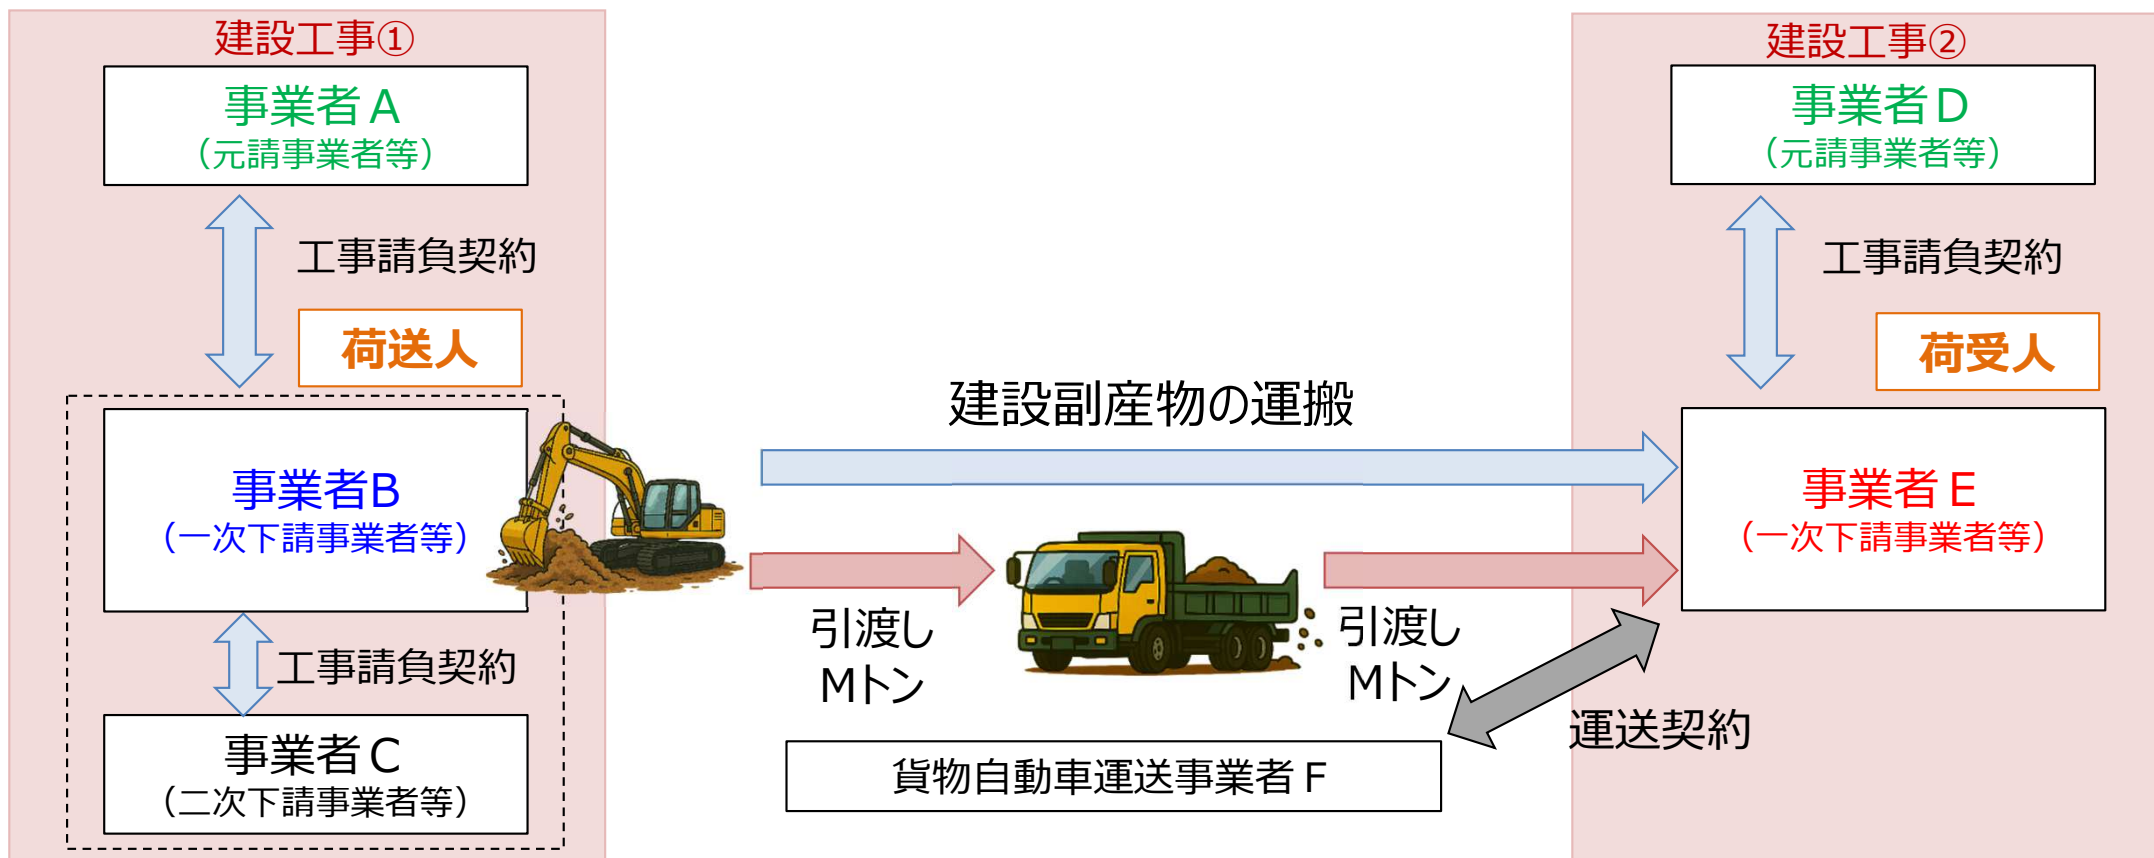 建設工事①
事業者A
（元請事業者等）
工事請負契約
荷送人
事業者B
（一次下請事業者等）
工事請負契約
事業者C
（二次下請事業者等）
建設副産物の運搬
引渡し
Mトン
引渡し
Mトン
貨物自動車運送事業者F
運送契約
建設工事②
事業者D
（元請事業者等）
工事請負契約
荷受人
事業者E
（一次下請事業者等）